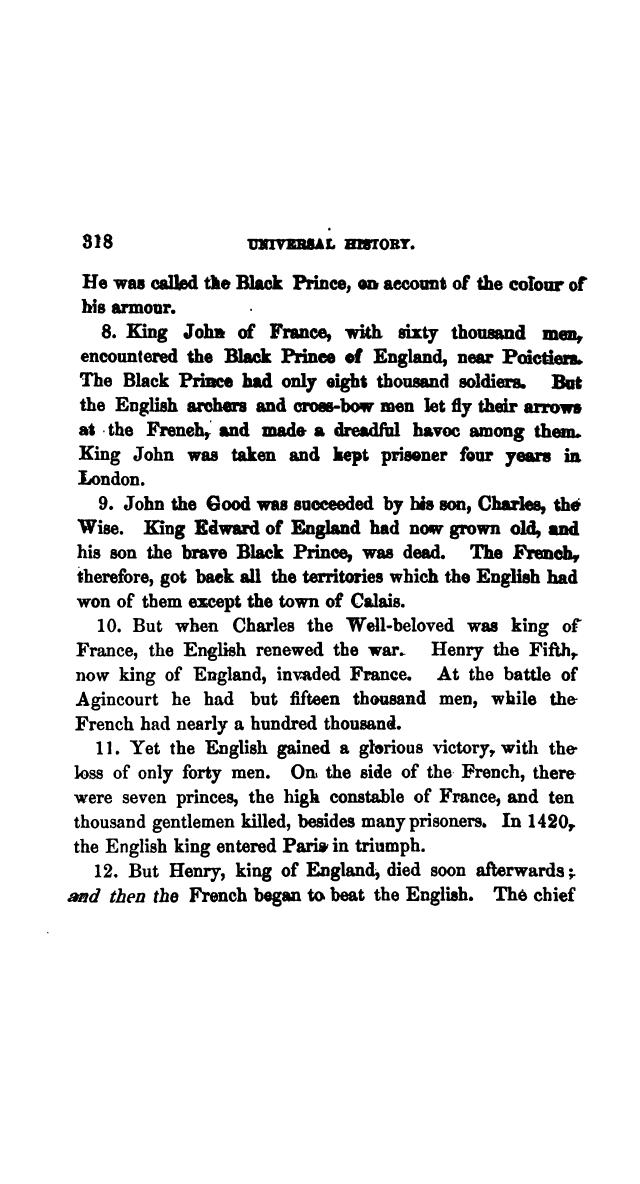 318 UNIVERSAL HISTORY.
He was called the Black Prince, on account of the colour of
his armour.
8. King John of France, with sixty thousand men,
encountered the Black Prince of England, near Poictiers.
The Black Prince had only eight thousand soldiers. But
the English archers and cross-bow men let fly their arrows
at the French, and made a dreadful havoc among them.
King John was taken and kept prisoner four years in
London.
9. John the Good was succeeded by his son, Charles, the
Wise. King Edward of England had now grown old, and
his son the brave Black Prince, was dead. The French,
therefore, got back all the territories which the English had
won of them except the town of Calais.
10. But when Charles the Well-beloved was king of
France, the English renewed the war. Henry the Fifth,
now king of England, invaded France. At the battle of
Agincourt he had but fifteen thousand men, while the
French had nearly a hundred thousand.
11. Yet the English gained a glorious victory, with the
loss of only forty men. On the side of the French, there
were seven princes, the high constable of France, and ten
thousand gentlemen killed, besides many prisoners. In 1420,
the English king entered Paris in triumph.
12. But Henry, king of England, died soon afterwards;
and then the French began to beat the English. The chief